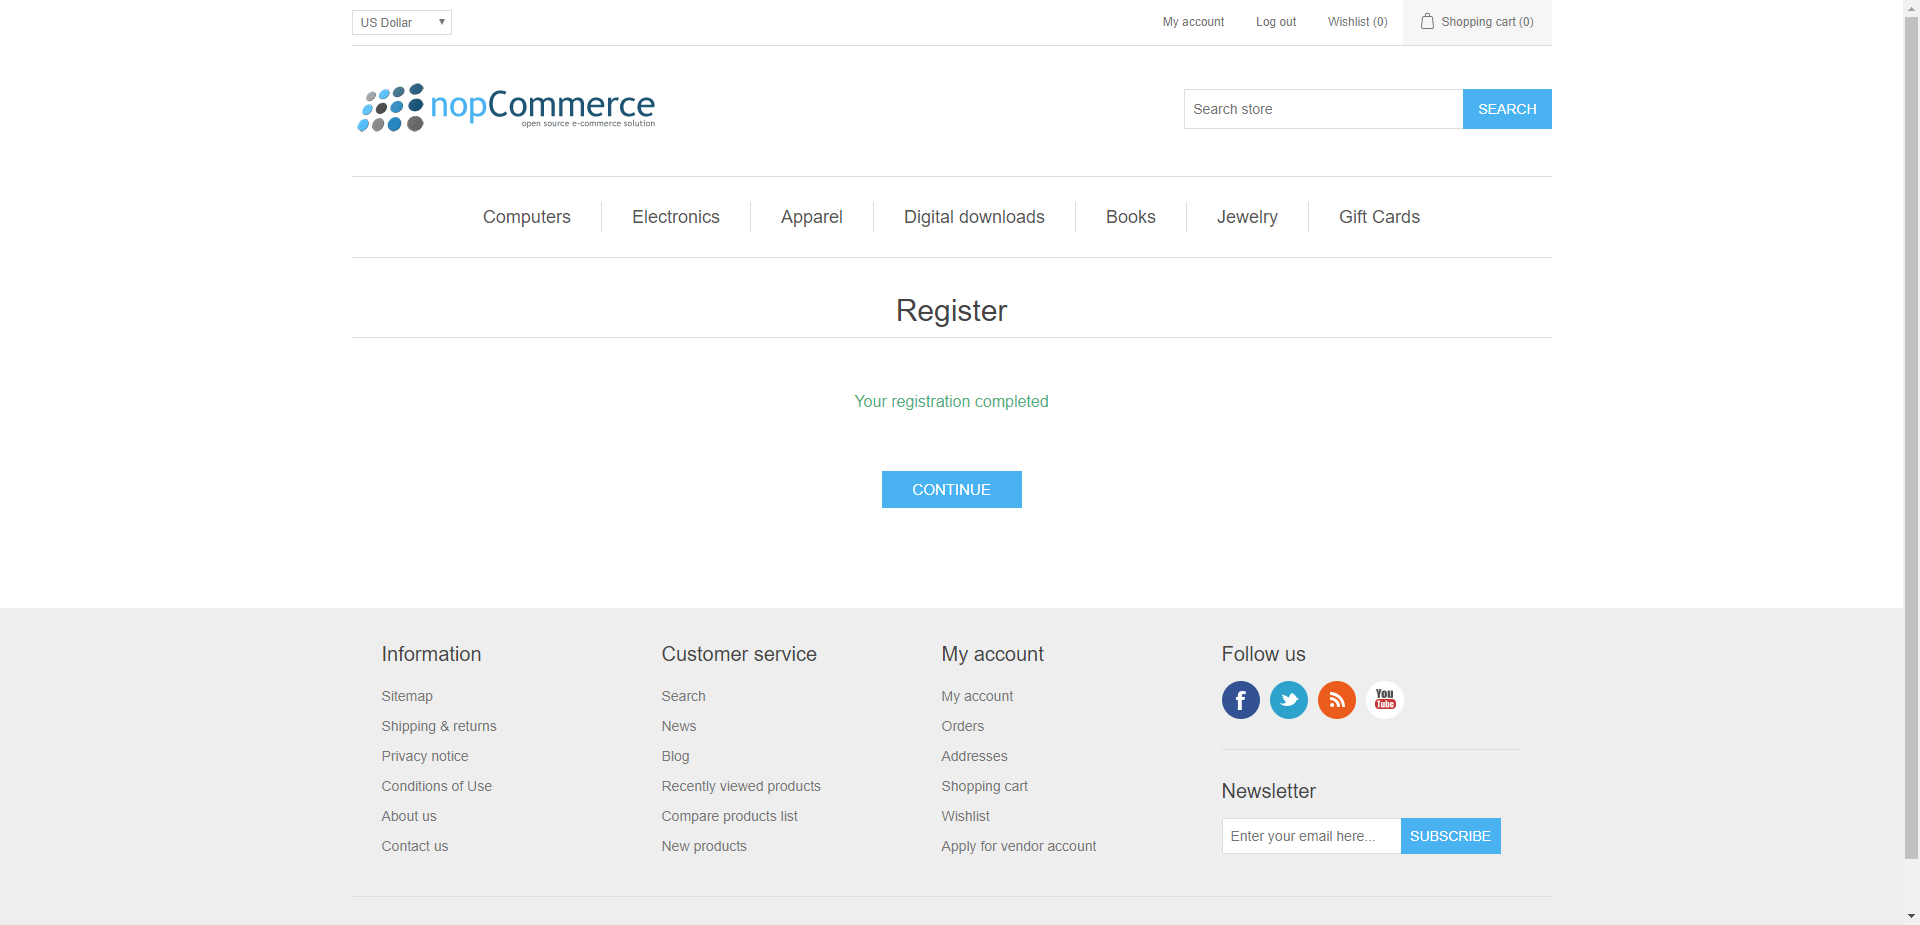 US Dollar
My account
Log out
Wishlist (0)
Shopping cart (0)
nopCommerce
open source e-commerce solution
Search store
SEARCH
Computers
Electronics
Apparel
Digital downloads
Books
Jewelry
Gift Cards
Register
Your registration completed
CONTINUE
Information
Sitemap
Shipping & returns
Privacy notice
Conditions of Use
About us
Contact us
Customer service
Search
News
Blog
Recently viewed products
Compare products list
New products
My account
My account
Orders
Addresses
Shopping cart
Wishlist
Apply for vendor account
Follow us
f
You
Tube
Newsletter
Enter your email here...
SUBSCRIBE